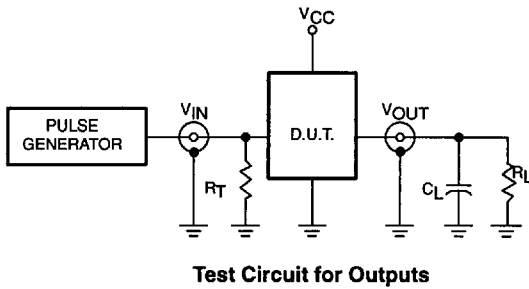 VCC
PULSE
GENERATOR
VIN
D.U.T.
VOUT
RT
CL
RL
Test Circuit for Outputs